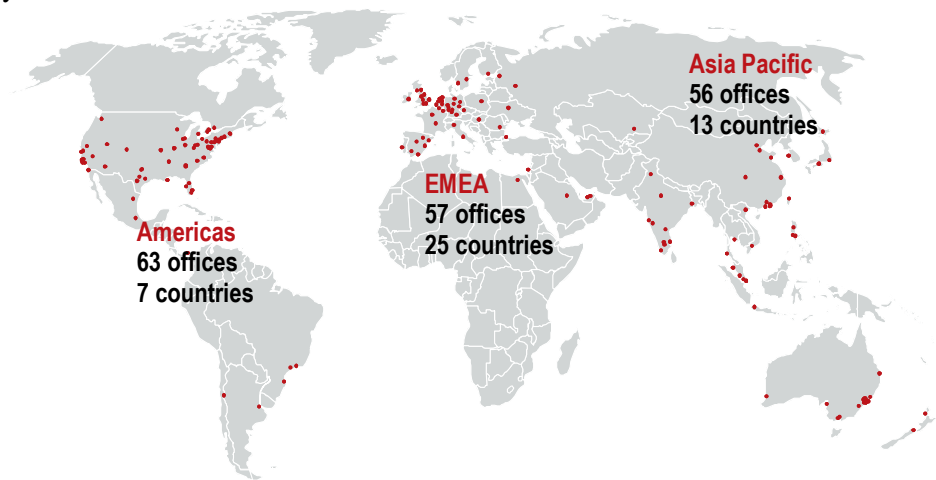 Asia Pacific
56 offices
13 countries
EMEA
57 offices
25 countries
Americas
63 offices
7 countries